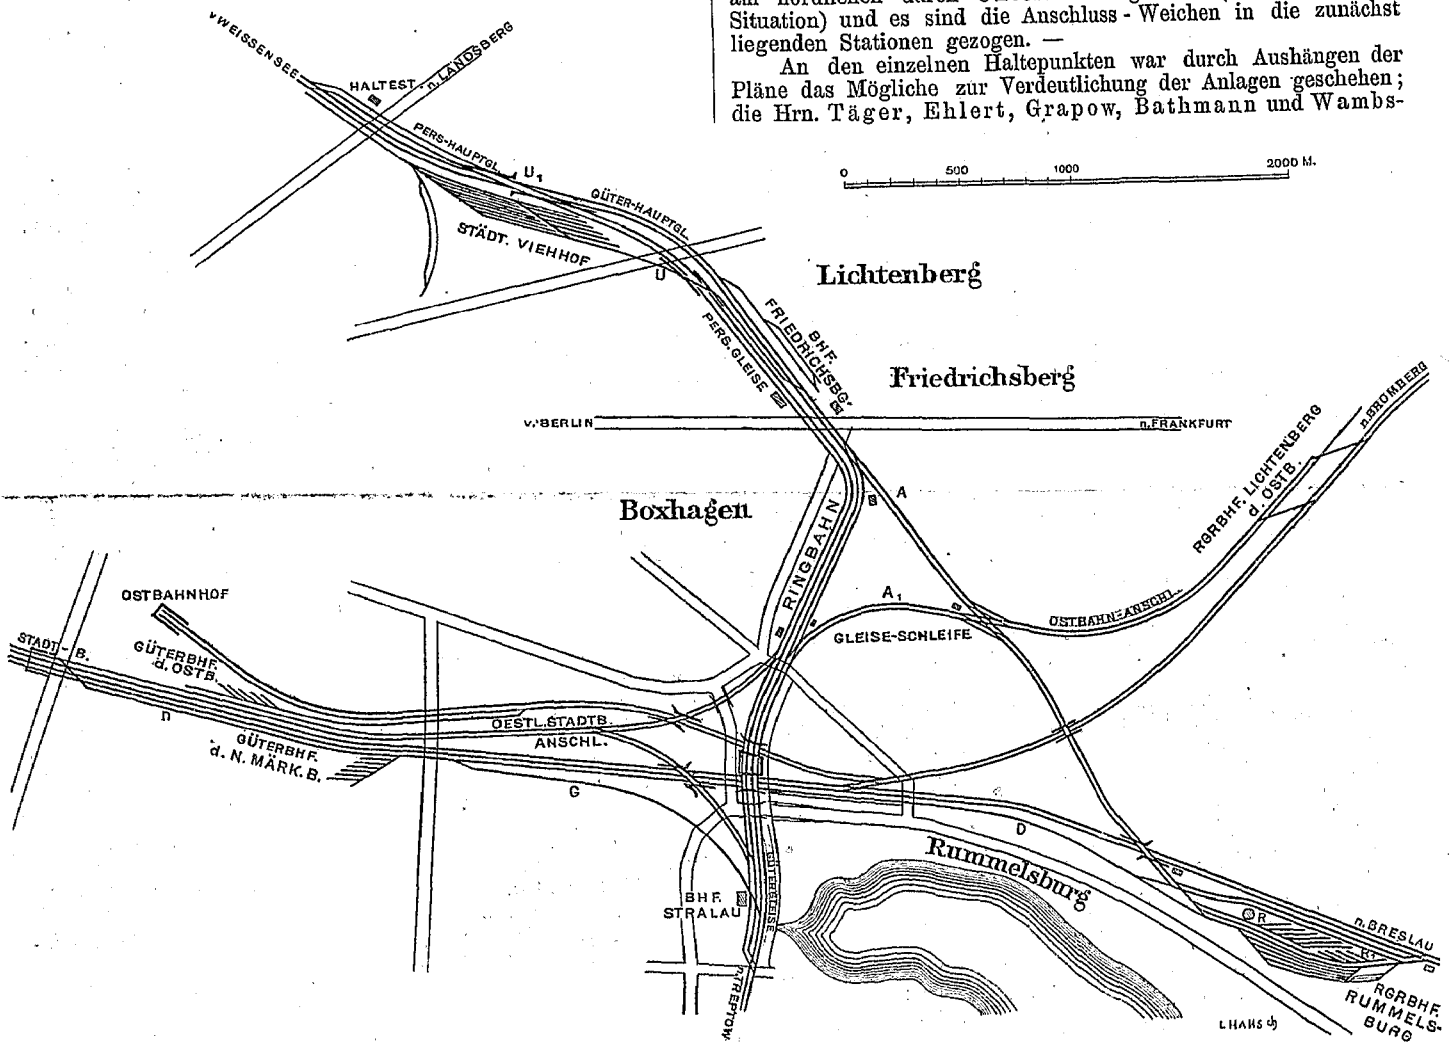 Situation) und es sind die Anschluss-Weichen in die zunächst
liegenden Stationen gezogen. —
An den einzelnen Haltepunkten war durch Aushängen der
Pläne das Mögliche zur Verdeutlichung der Anlagen geschehen;
die Hrn. Täger, Ehlert, Grapow, Bathmann und Wambs-
v WEISSENSEE
HALTEST.
n. LANDSBERG
PERS-HAUPTGL.
U1
GÜTER-HAUPTGL.
0 500 1000 2000 M.
STÄDT. VIEHHOF
U
Lichtenberg
BHF.
FRIEDRICHSBG.
PERS. GLEISE
Friedrichsberg
v. BERLIN
n. FRANKFURT
n. BROMBERG
RGRBHF. LICHTENBERG
d. OSTB.
A
Boxhagen
RINGBAHN
OSTBAHNHOF
A1
GLEISE-SCHLEIFE
OSTBAHN-ANSCHL.
STADT-B.
GÜTERBHF.
d. OSTB.
n
OESTL. STADTB.
ANSCHL.
GÜTERBHF.
d. N. MÄRK. B.
G
D
Rummelsburg
GÜTERGLEISE
BHF.
STRALAU
n. TREPTOW
R
R1
n. BRESLAU
RGRBHF.
RUMMELS-
BURG